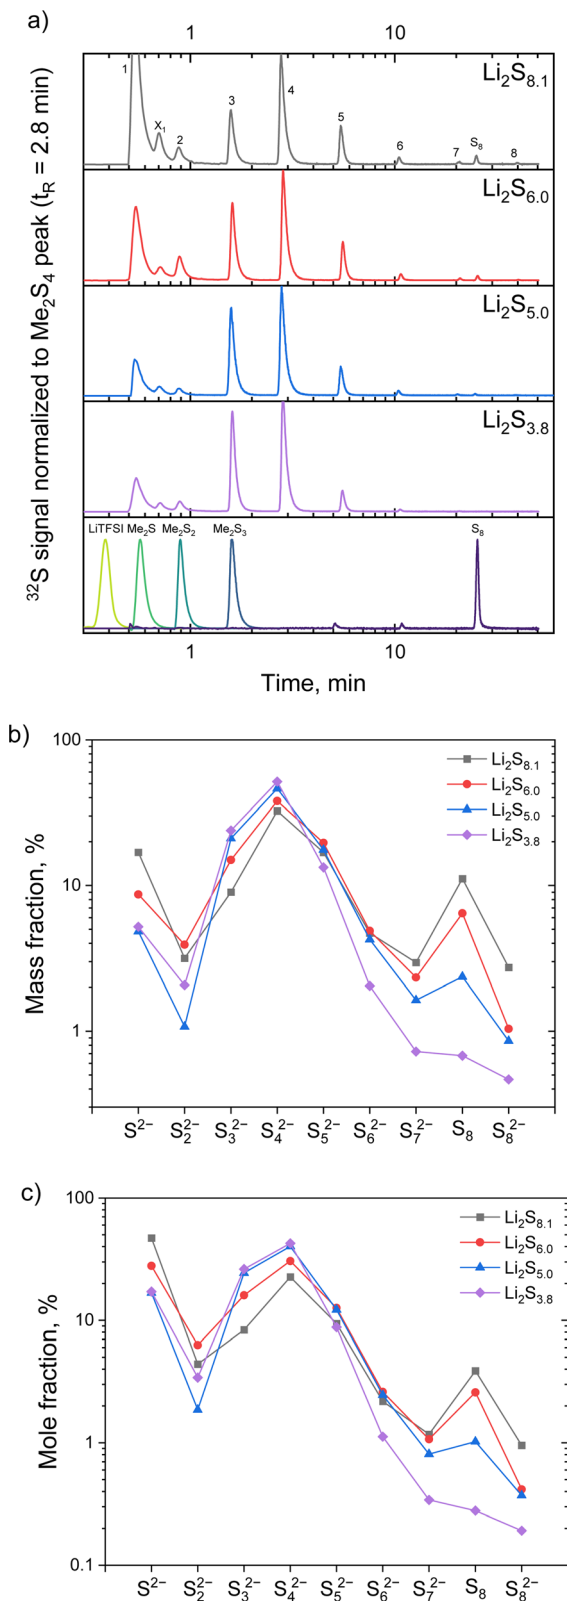 a)
1 10
1 X₁ 2 3 4 5 6 7 S₈ 8 Li₂S₈.₁
Li₂S₆.₀
Li₂S₅.₀
Li₂S₃.₈
LiTFSI Me₂S Me₂S₂ Me₂S₃ S₈
1 10
Time, min
³²S signal normalized to Me₂S₄ peak (tR = 2.8 min)
b)
100
10
1
Mass fraction, %
Li₂S₈.₁
Li₂S₆.₀
Li₂S₅.₀
Li₂S₃.₈
S²⁻ S₂²⁻ S₃²⁻ S₄²⁻ S₅²⁻ S₆²⁻ S₇²⁻ S₈ S₈²⁻
c)
100
10
1
0.1
Mole fraction, %
Li₂S₈.₁
Li₂S₆.₀
Li₂S₅.₀
Li₂S₃.₈
S²⁻ S₂²⁻ S₃²⁻ S₄²⁻ S₅²⁻ S₆²⁻ S₇²⁻ S₈ S₈²⁻